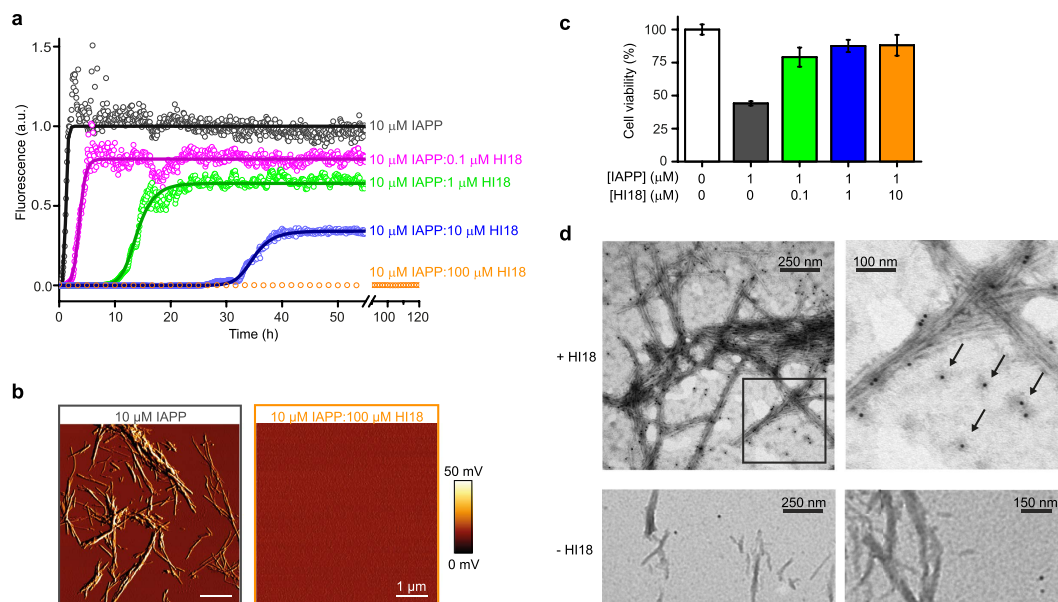 a
1.5
1.0
0.5
0.0
Fluorescence (a.u.)
10 µM IAPP
10 µM IAPP:0.1 µM HI18
10 µM IAPP:1 µM HI18
10 µM IAPP:10 µM HI18
10 µM IAPP:100 µM HI18
0 10 20 30 40 50 100 120
Time (h)
b
10 µM IAPP
10 µM IAPP:100 µM HI18
50 mV
0 mV
1 µm
c
100
75
50
25
0
Cell viability (%)
[IAPP] (µM) 0 1 1 1 1
[HI18] (µM) 0 0 0.1 1 10
d
+ HI18
250 nm
100 nm
- HI18
250 nm
150 nm